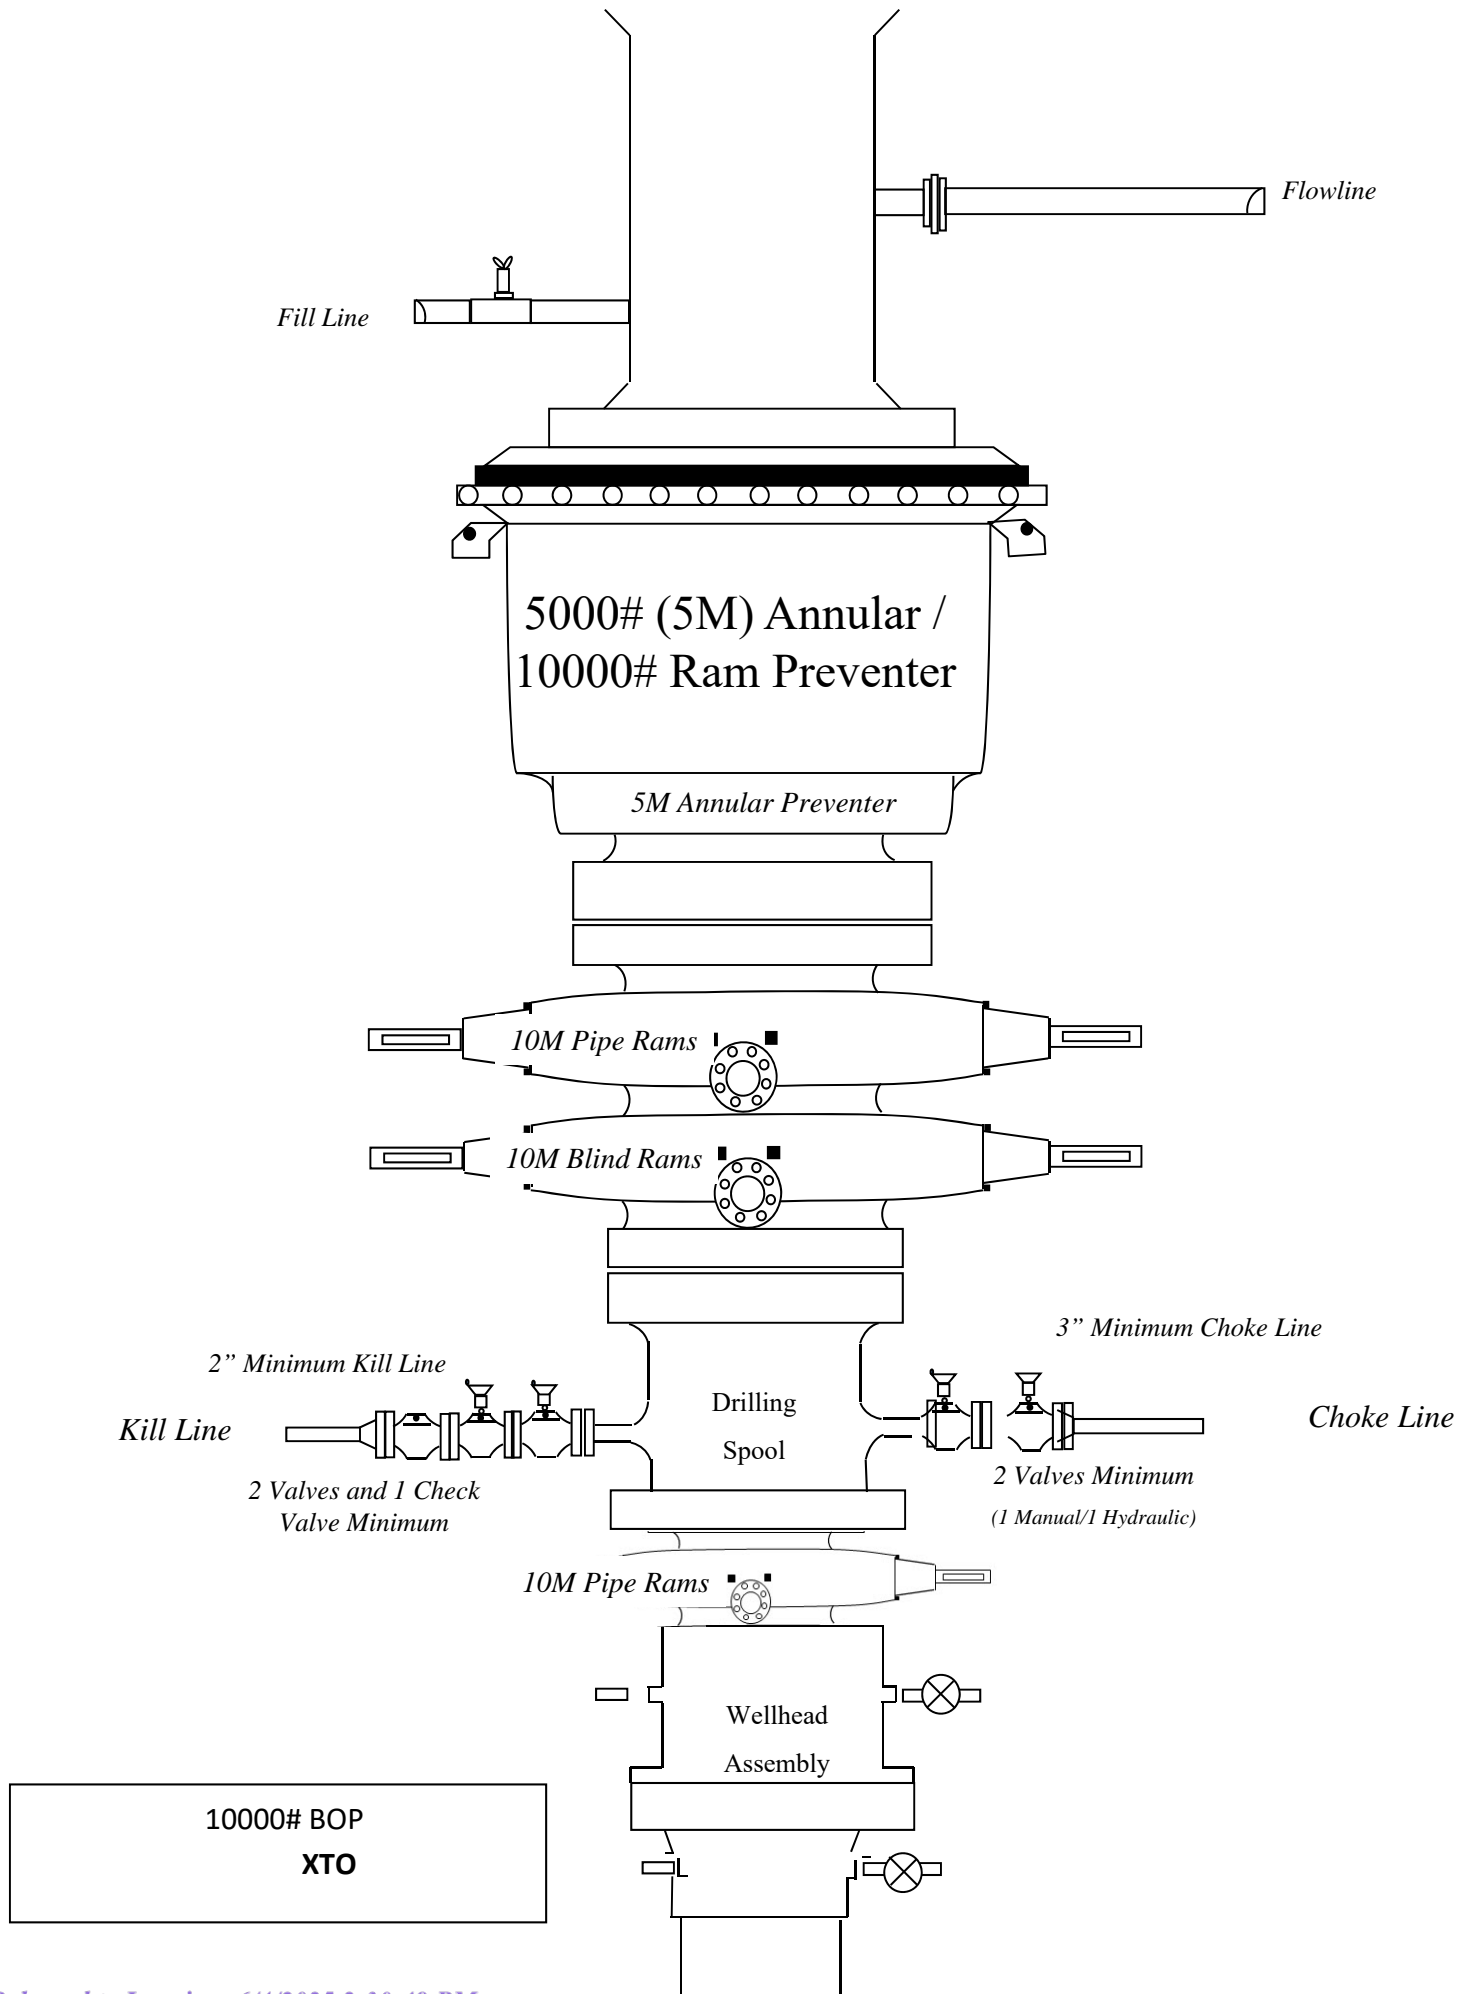 Flowline
Fill Line
5000# (5M) Annular /
10000# Ram Preventer
5M Annular Preventer
10M Pipe Rams
10M Blind Rams
3” Minimum Choke Line
2” Minimum Kill Line
Drilling
Spool
Kill Line
Choke Line
2 Valves and 1 Check
Valve Minimum
2 Valves Minimum
(1 Manual/1 Hydraulic)
10M Pipe Rams
Wellhead
Assembly
10000# BOP
XTO